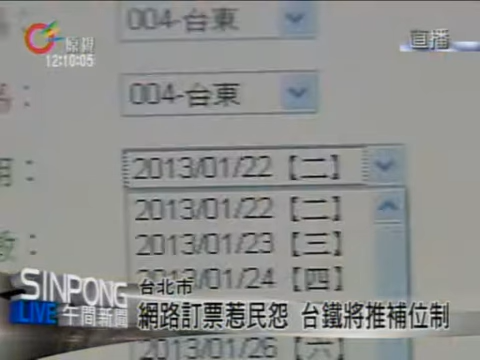 004-台東
原視
直播
12:10:05
004-台東
期：
2013/01/22【二】
2013/01/22【二】
2013/01/23【三】
數：
2013/01/24【四】
SINPONG
台北市
LIVE 午間新聞
網路訂票惹民怨 台鐵將推補位制
2013/01/26【六】